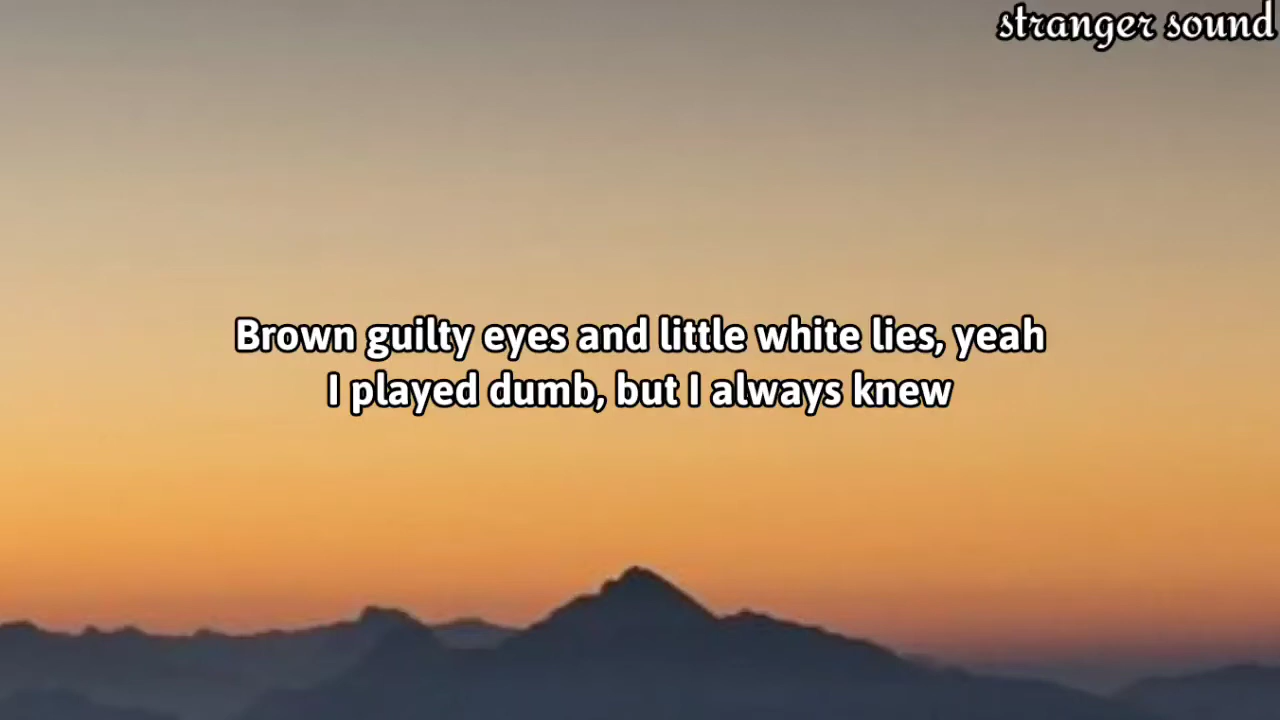 stranger sound
Brown guilty eyes and little white lies, yeah
I played dumb, but I always knew